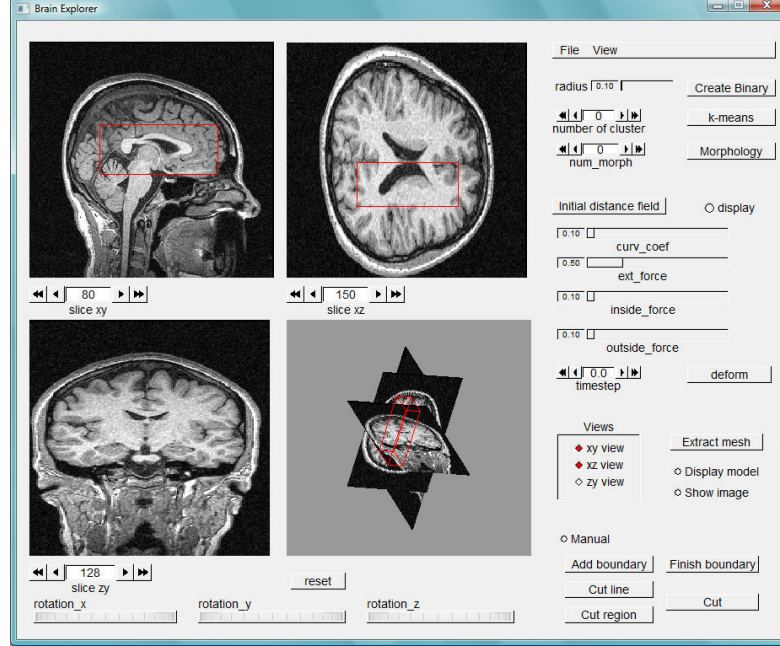 Brain Explorer
File View
radius 0.10 Create Binary
0 k-means
number of cluster
0 Morphology
num_morph
Initial distance field display
0.10
curv_coef
0.50
ext_force
0.10
inside_force
0.10
outside_force
0.0 deform
timestep
80
slice xy
150
slice xz
Views
xy view
xz view
zy view
Extract mesh
Display model
Show image
Manual
Add boundary Finish boundary
Cut line
Cut region Cut
128
slice zy
reset
rotation_x rotation_y rotation_z